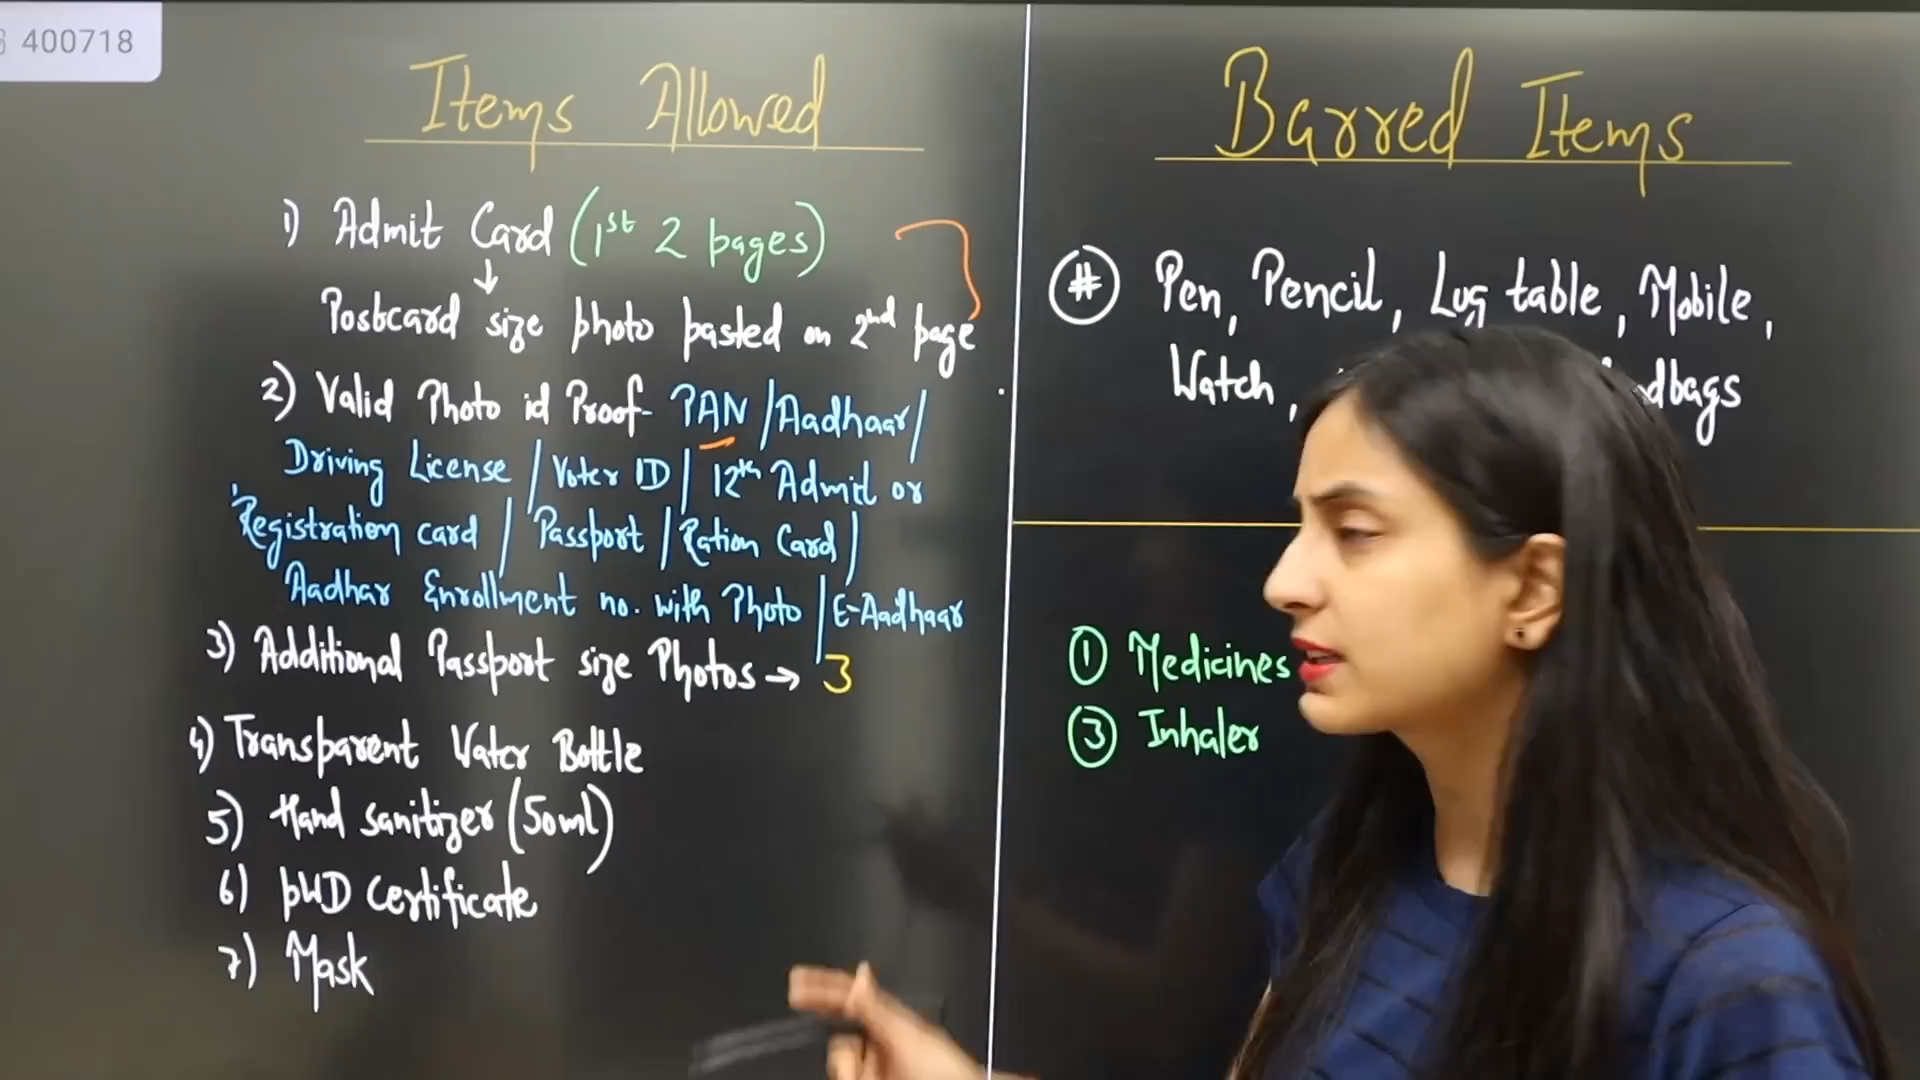 400718
Items Allowed
1) Admit Card (1st 2 pages)
↓
Postcard size photo pasted on 2nd page
2) Valid Photo id Proof - PAN / Aadhaar /
Driving License / Voter ID / 12th Admit or
Registration card / Passport / Ration Card /
Aadhar Enrollment no. with Photo / E-Aadhaar
3) Additional Passport size Photos → 3
4) Transparent Water Bottle
5) Hand sanitizer (50ml)
6) PWD Certificate
7) Mask
Barred Items
# Pen, Pencil, Log table, Mobile,
Watch,
① Medicines
③ Inhaler